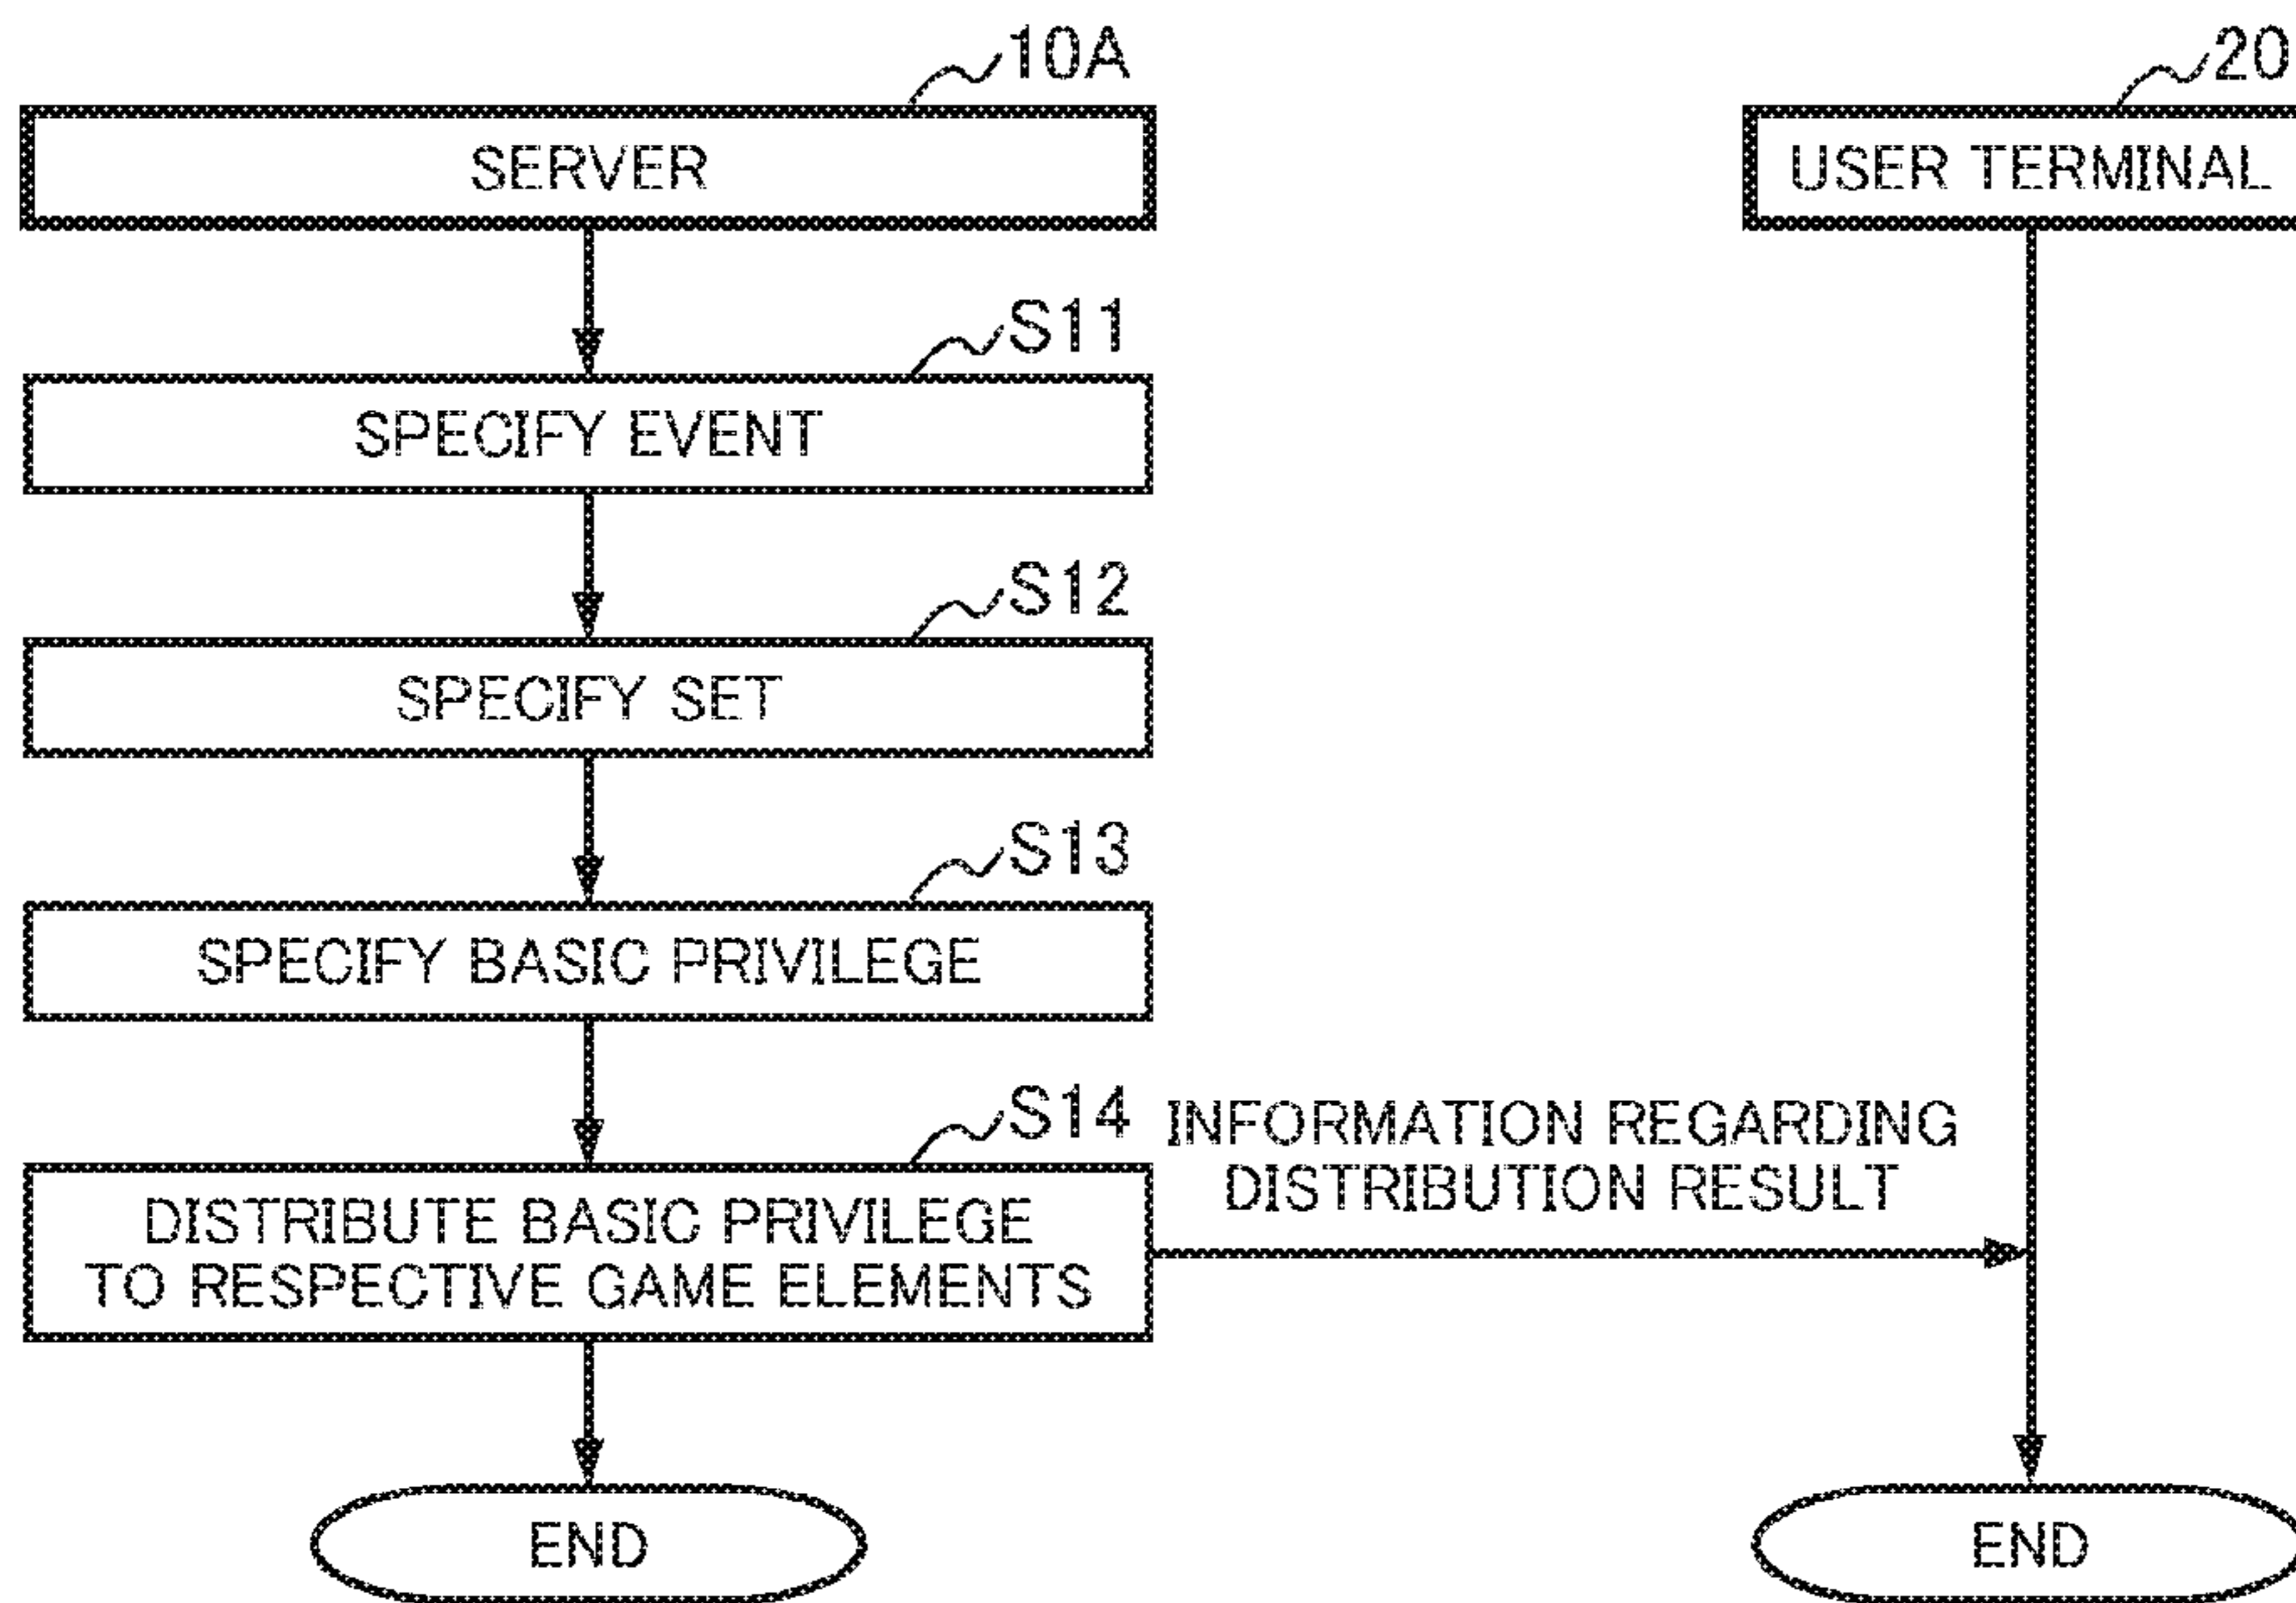 10A
20
SERVER
USER TERMINAL
S11
SPECIFY EVENT
S12
SPECIFY SET
S13
SPECIFY BASIC PRIVILEGE
S14
INFORMATION REGARDING
DISTRIBUTION RESULT
DISTRIBUTE BASIC PRIVILEGE
TO RESPECTIVE GAME ELEMENTS
END
END